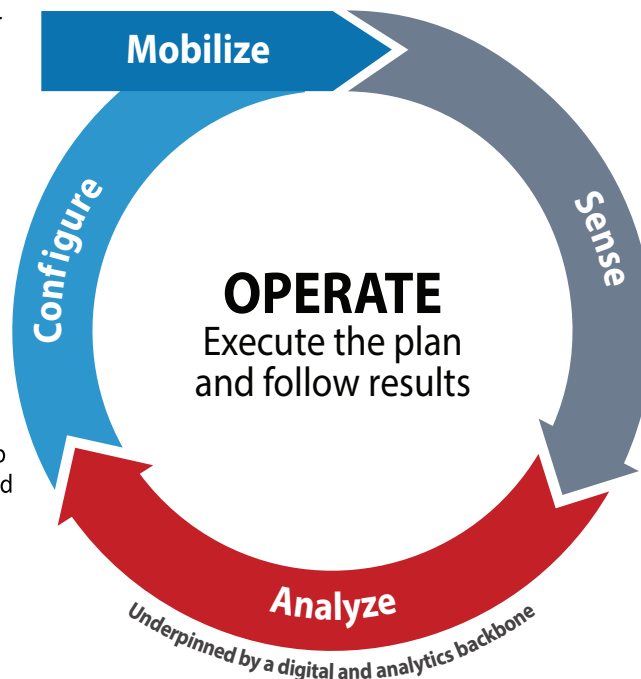 Mobilize
Sense
Configure
OPERATE
Execute the plan
and follow results
Analyze
Underpinned by a digital and analytics backbone